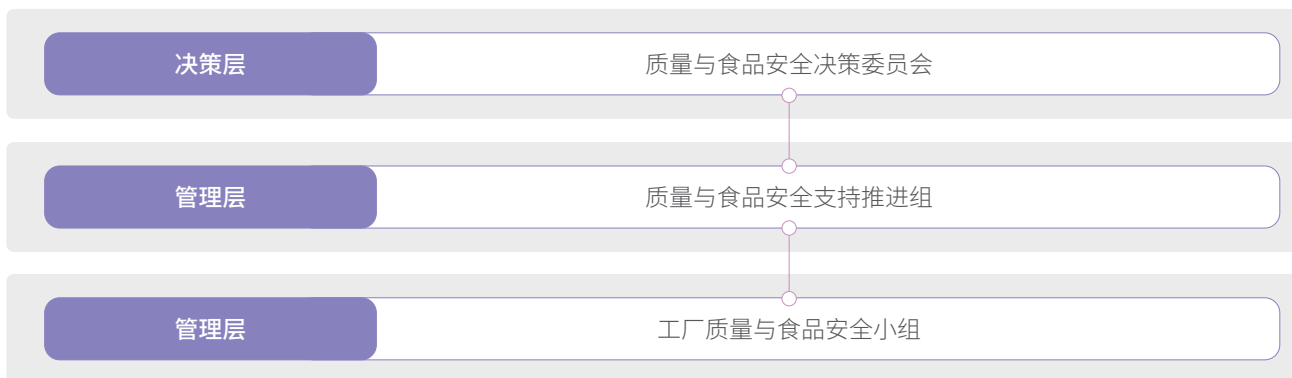 决策层
质量与食品安全决策委员会
管理层
质量与食品安全支持推进组
管理层
工厂质量与食品安全小组